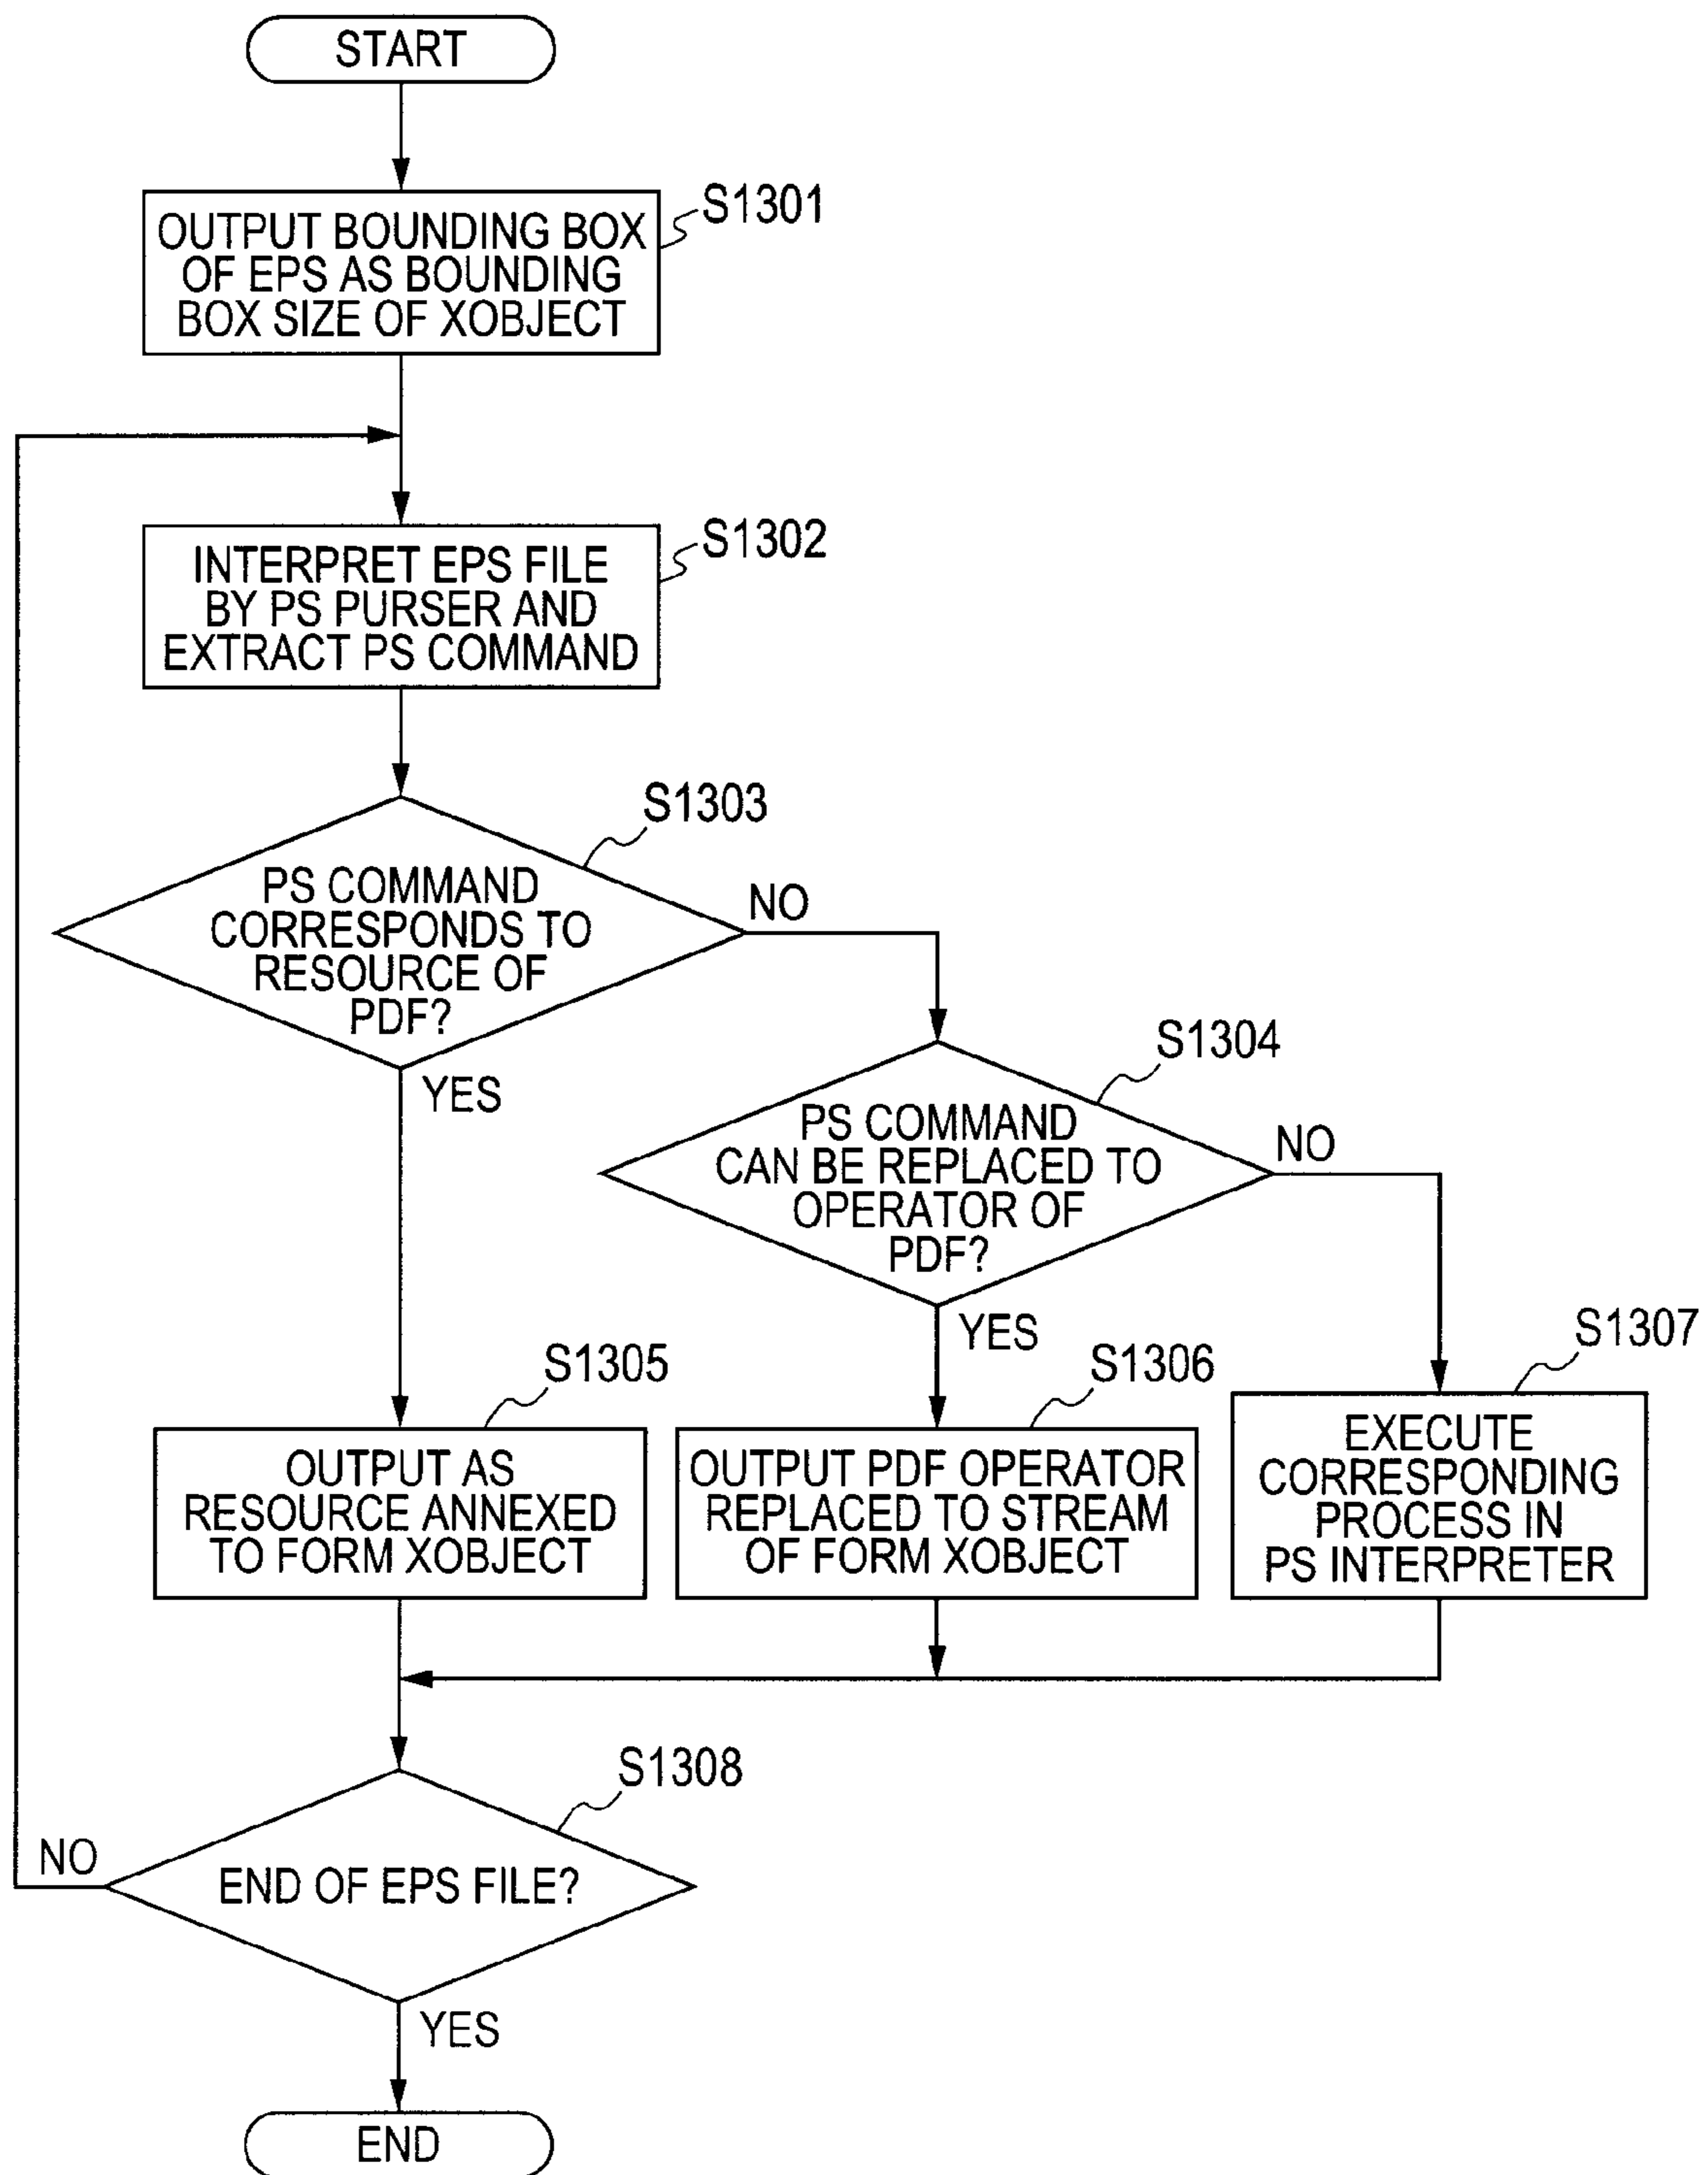 START
S1301
OUTPUT BOUNDING BOX
OF EPS AS BOUNDING
BOX SIZE OF XOBJECT
S1302
INTERPRET EPS FILE
BY PS PURSER AND
EXTRACT PS COMMAND
S1303
PS COMMAND
CORRESPONDS TO
RESOURCE OF
PDF?
NO
YES
S1304
PS COMMAND
CAN BE REPLACED TO
OPERATOR OF
PDF?
NO
YES
S1305
OUTPUT AS
RESOURCE ANNEXED
TO FORM XOBJECT
S1306
OUTPUT PDF OPERATOR
REPLACED TO STREAM
OF FORM XOBJECT
S1307
EXECUTE
CORRESPONDING
PROCESS IN
PS INTERPRETER
S1308
END OF EPS FILE?
NO
YES
END